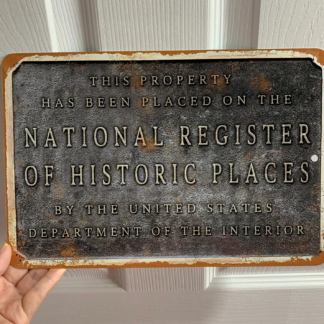 THIS PROPERTY
HAS BEEN PLACED ON THE
NATIONAL REGISTER
OF HISTORIC PLACES
BY THE UNITED STATES
DEPARTMENT OF THE INTERIOR